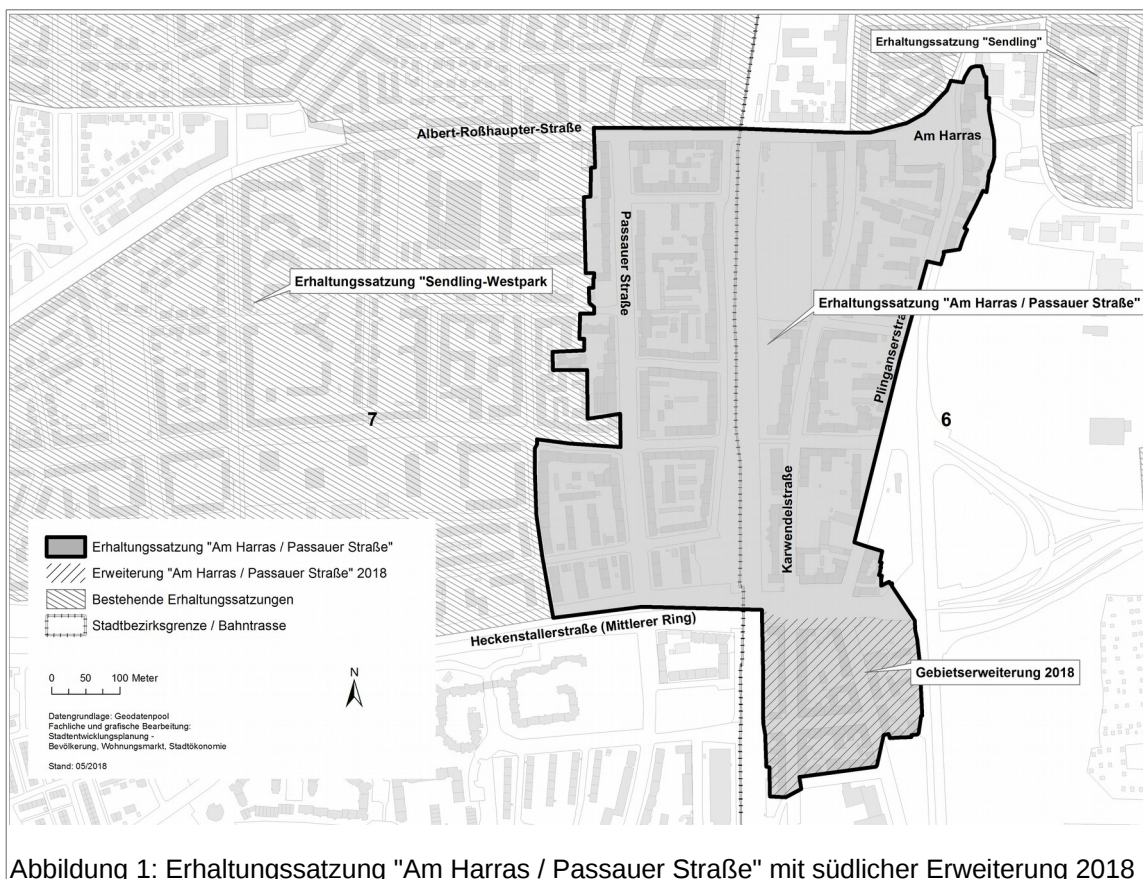 Erhaltungssatzung "Sendling"
Albert-Roßhaupter-Straße
Am Harras
Passauer Straße
Erhaltungssatzung "Sendling-Westpark
Erhaltungssatzung "Am Harras / Passauer Straße"
Plinganserstra
7
6
Karwendelstraße
Erhaltungssatzung "Am Harras / Passauer Straße"
Erweiterung "Am Harras / Passauer Straße" 2018
Bestehende Erhaltungssatzungen
Stadtbezirksgrenze / Bahntrasse
Heckenstallerstraße (Mittlerer Ring)
Gebietserweiterung 2018
0 50 100 Meter
N
Datengrundlage: Geodatenpool
Fachliche und grafische Bearbeitung:
Stadtentwicklungsplanung -
Bevölkerung, Wohnungsmarkt, Stadtökonomie
Stand: 05/2018
Abbildung 1: Erhaltungssatzung "Am Harras / Passauer Straße" mit südlicher Erweiterung 2018